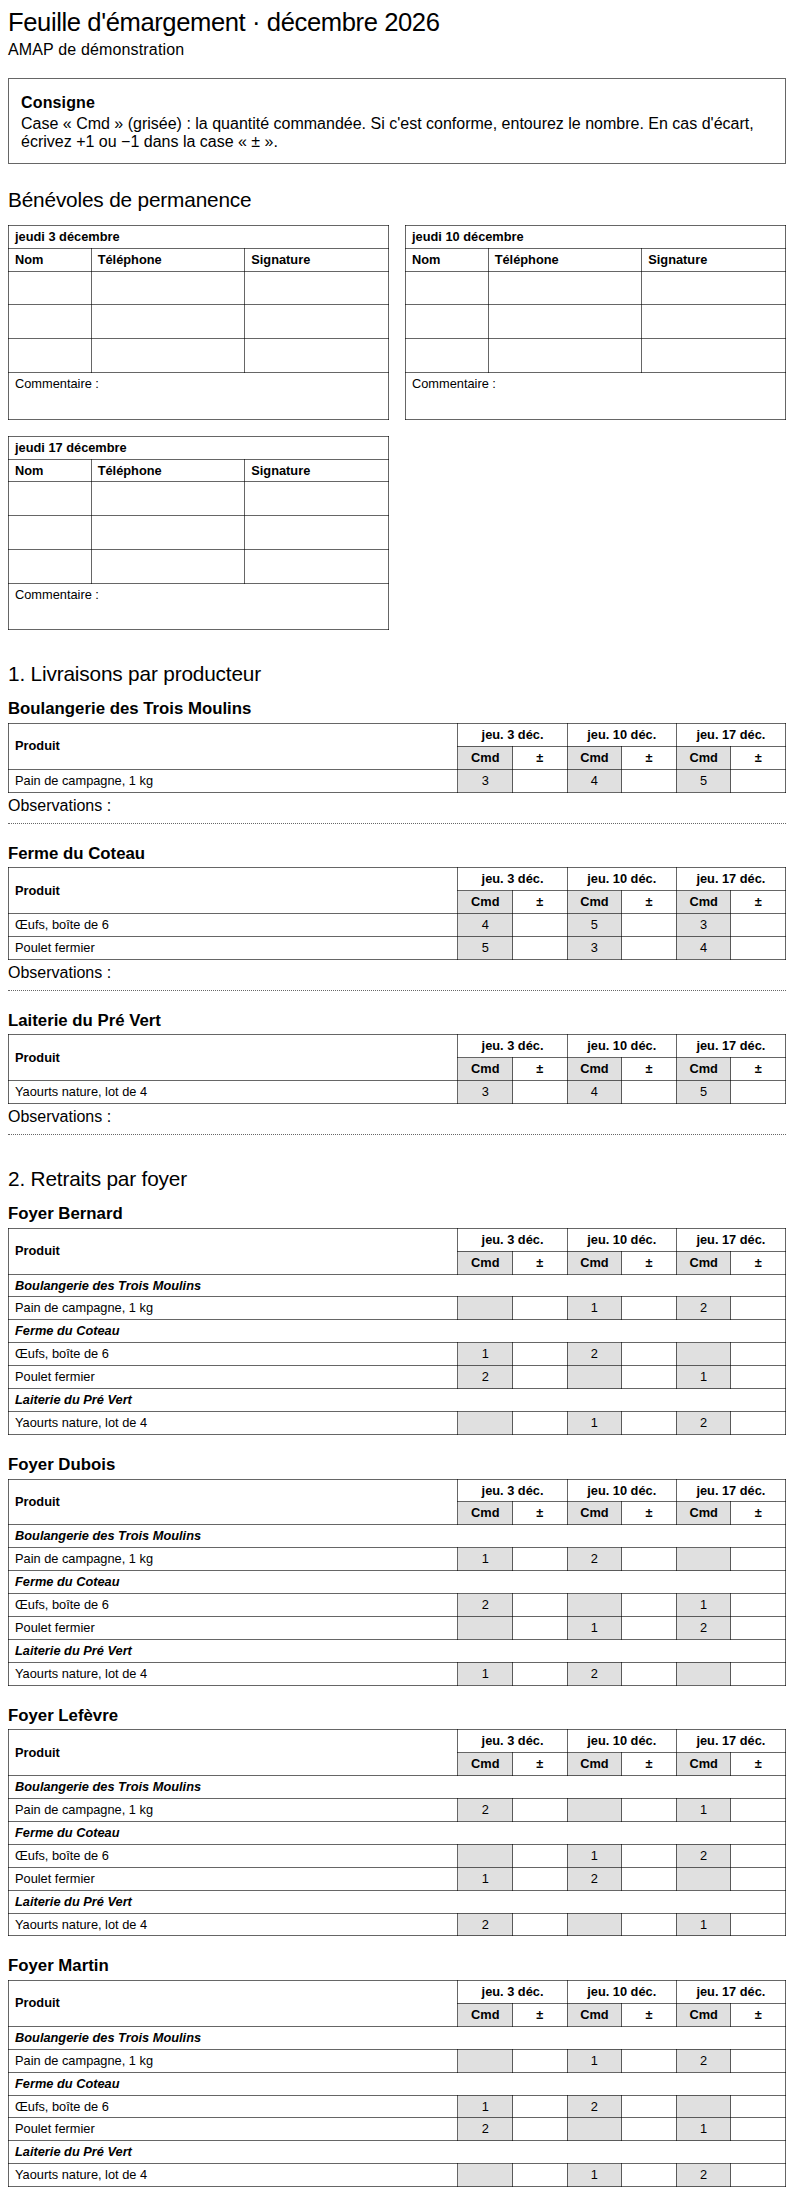 Feuille d'émargement · décembre 2026
AMAP de démonstration
Consigne
Case « Cmd » (grisée) : la quantité commandée. Si c'est conforme, entourez le nombre. En cas d'écart,
écrivez +1 ou −1 dans la case « ± ».
Bénévoles de permanence
jeudi 3 décembre
Nom Téléphone Signature
Commentaire :
jeudi 10 décembre
Nom Téléphone Signature
Commentaire :
jeudi 17 décembre
Nom Téléphone Signature
Commentaire :
1. Livraisons par producteur
Boulangerie des Trois Moulins
Produit jeu. 3 déc. jeu. 10 déc. jeu. 17 déc.
Cmd ± Cmd ± Cmd ±
Pain de campagne, 1 kg 3 4 5
Observations :
Ferme du Coteau
Produit jeu. 3 déc. jeu. 10 déc. jeu. 17 déc.
Cmd ± Cmd ± Cmd ±
Œufs, boîte de 6 4 5 3
Poulet fermier 5 3 4
Observations :
Laiterie du Pré Vert
Produit jeu. 3 déc. jeu. 10 déc. jeu. 17 déc.
Cmd ± Cmd ± Cmd ±
Yaourts nature, lot de 4 3 4 5
Observations :
2. Retraits par foyer
Foyer Bernard
Produit jeu. 3 déc. jeu. 10 déc. jeu. 17 déc.
Cmd ± Cmd ± Cmd ±
Boulangerie des Trois Moulins
Pain de campagne, 1 kg 1 2
Ferme du Coteau
Œufs, boîte de 6 1 2
Poulet fermier 2 1
Laiterie du Pré Vert
Yaourts nature, lot de 4 1 2
Foyer Dubois
Produit jeu. 3 déc. jeu. 10 déc. jeu. 17 déc.
Cmd ± Cmd ± Cmd ±
Boulangerie des Trois Moulins
Pain de campagne, 1 kg 1 2
Ferme du Coteau
Œufs, boîte de 6 2 1
Poulet fermier 1 2
Laiterie du Pré Vert
Yaourts nature, lot de 4 1 2
Foyer Lefèvre
Produit jeu. 3 déc. jeu. 10 déc. jeu. 17 déc.
Cmd ± Cmd ± Cmd ±
Boulangerie des Trois Moulins
Pain de campagne, 1 kg 2 1
Ferme du Coteau
Œufs, boîte de 6 1 2
Poulet fermier 1 2
Laiterie du Pré Vert
Yaourts nature, lot de 4 2 1
Foyer Martin
Produit jeu. 3 déc. jeu. 10 déc. jeu. 17 déc.
Cmd ± Cmd ± Cmd ±
Boulangerie des Trois Moulins
Pain de campagne, 1 kg 1 2
Ferme du Coteau
Œufs, boîte de 6 1 2
Poulet fermier 2 1
Laiterie du Pré Vert
Yaourts nature, lot de 4 1 2